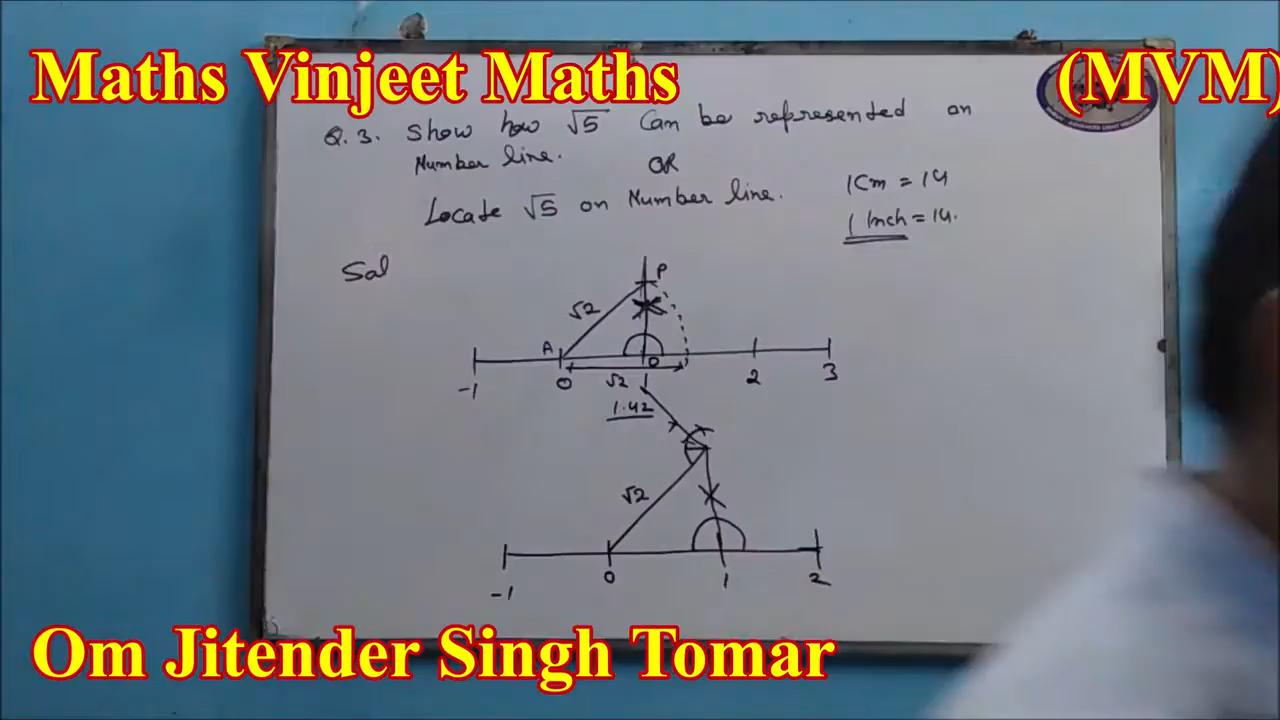 Maths Vinjeet Maths (MVM)
Q.3. Show how √5 Can be represented on
Number line. OR
Locate √5 on Number line.
1Cm = 1U
1 Inch = 1U.
Sol
P
√2
A
O
-1 0 √2 1 2 3
1.42
√2
-1 0 1 2
Om Jitender Singh Tomar